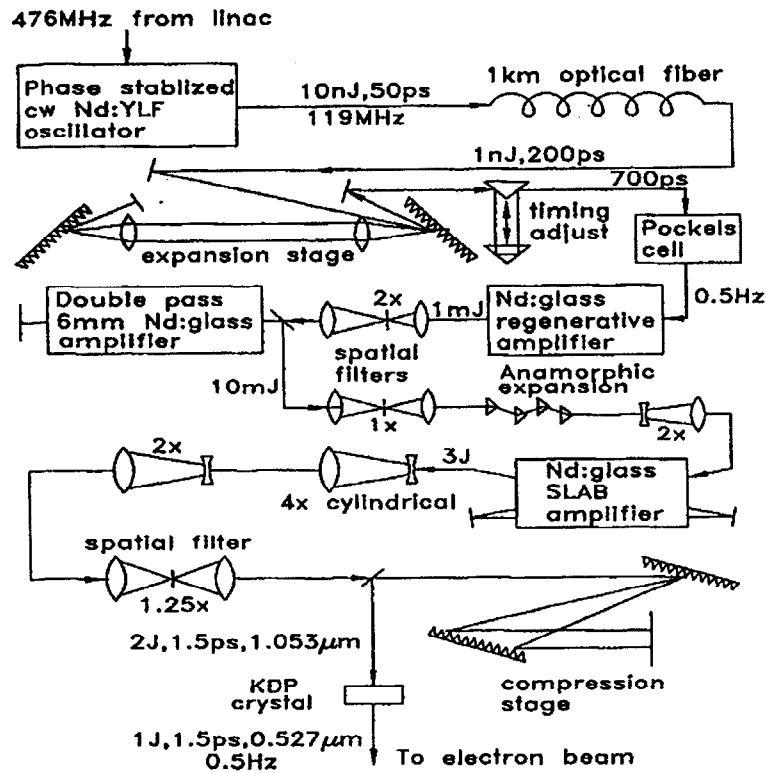 476MHz from linac
Phase stablized
cw Nd:YLF
oscillator
10nJ,50ps
119MHz
1km optical fiber
1nJ,200ps
700ps
expansion stage
timing
adjust
Pockels
cell
0.5Hz
Double pass
6mm Nd:glass
amplifier
2x
1mJ
Nd:glass
regenerative
amplifier
10mJ
spatial
filters
1x
Anamorphic
expansion
2x
2x
4x cylindrical
3J
Nd:glass
SLAB
amplifier
spatial filter
1.25x
2J,1.5ps,1.053μm
KDP
crystal
compression
stage
1J,1.5ps,0.527μm
0.5Hz
To electron beam